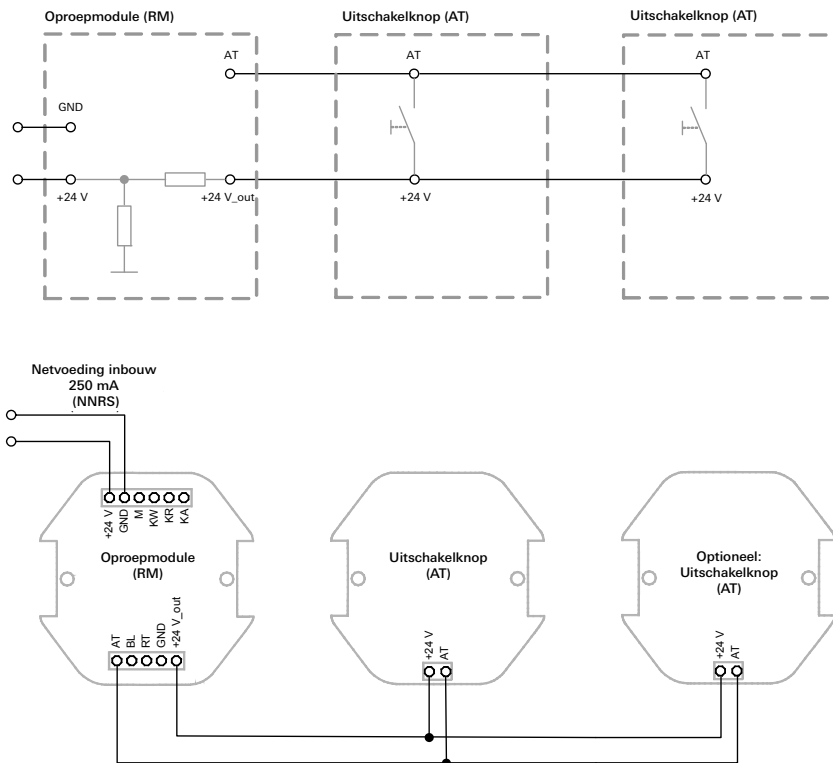 Oproepmodule (RM)
Uitschakelknop (AT)
Uitschakelknop (AT)
AT
AT
AT
GND
+24 V
+24 V_out
+24 V
+24 V
Netvoeding inbouw
250 mA
(NNRS)
+24 V
GND
M
KW
KR
KA
Oproepmodule
(RM)
Uitschakelknop
(AT)
Optioneel:
Uitschakelknop
(AT)
AT
BL
RT
GND
+24 V_out
+24 V
AT
+24 V
AT